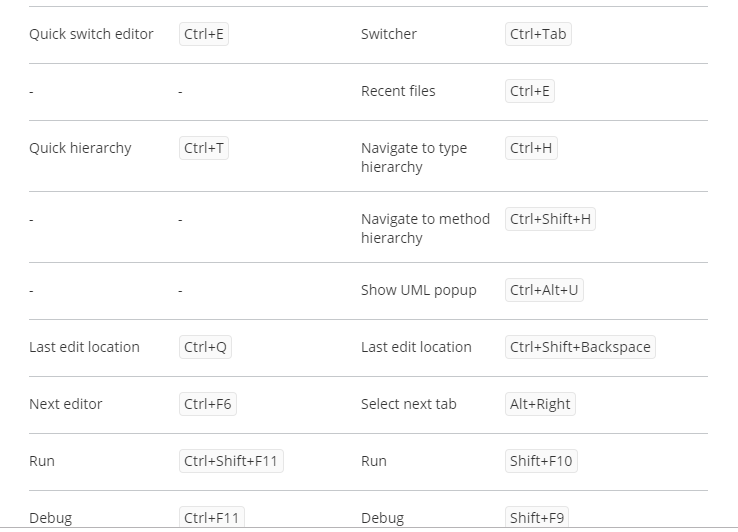 Quick switch editor Ctrl+E Switcher Ctrl+Tab
- - Recent files Ctrl+E
Quick hierarchy Ctrl+T Navigate to type Ctrl+H
hierarchy
- - Navigate to method Ctrl+Shift+H
hierarchy
- - Show UML popup Ctrl+Alt+U
Last edit location Ctrl+Q Last edit location Ctrl+Shift+Backspace
Next editor Ctrl+F6 Select next tab Alt+Right
Run Ctrl+Shift+F11 Run Shift+F10
Debug Ctrl+F11 Debug Shift+F9